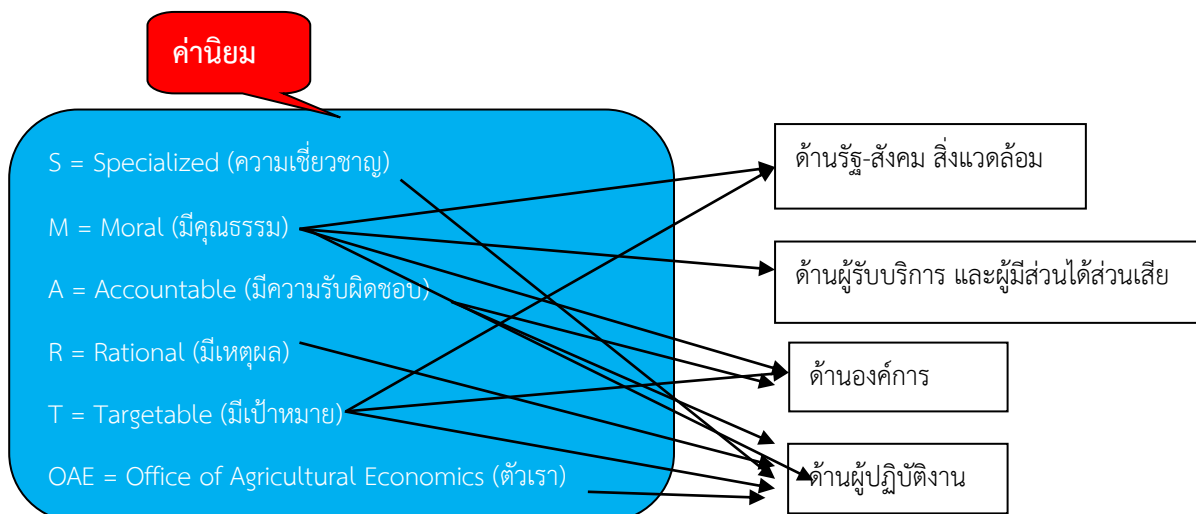 ค่านิยม
S = Specialized (ความเชี่ยวชาญ)
M = Moral (มีคุณธรรม)
A = Accountable (มีความรับผิดชอบ)
R = Rational (มีเหตุผล)
T = Targetable (มีเป้าหมาย)
OAE = Office of Agricultural Economics (ตัวเรา)
ด้านรัฐ-สังคม สิ่งแวดล้อม
ด้านผู้รับบริการ และผู้มีส่วนได้ส่วนเสีย
ด้านองค์การ
ด้านผู้ปฏิบัติงาน